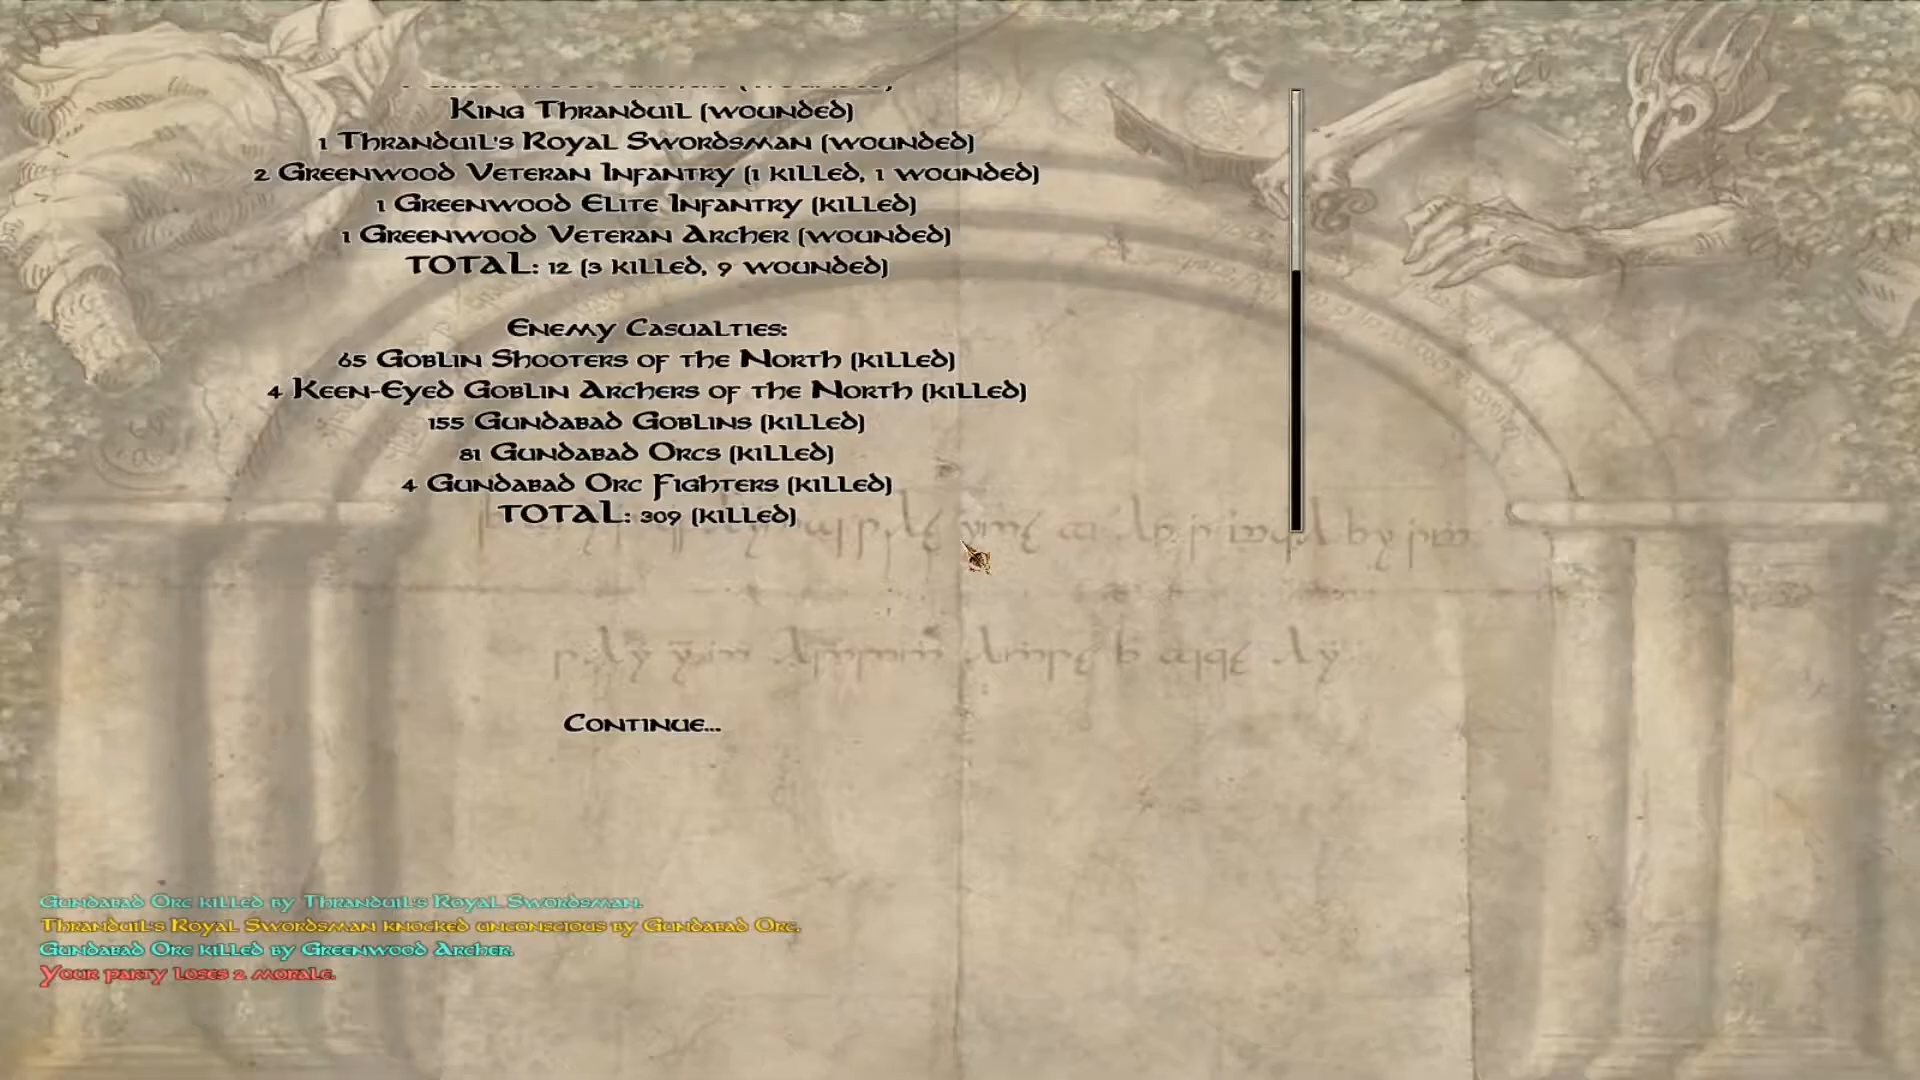 King Thranduil (wounded)
1 Thranduil's Royal Swordsman (wounded)
2 Greenwood Veteran Infantry (1 killed, 1 wounded)
1 Greenwood Elite Infantry (killed)
1 Greenwood Veteran Archer (wounded)
TOTAL: 12 (3 killed, 9 wounded)
Enemy Casualties:
65 Goblin Shooters of the North (killed)
4 Keen-Eyed Goblin Archers of the North (killed)
155 Gundabad Goblins (killed)
81 Gundabad Orcs (killed)
4 Gundabad Orc Fighters (killed)
TOTAL: 309 (killed)
Continue...
Gundabad Orc killed by Thranduil's Royal Swordsman.
Thranduil's Royal Swordsman knocked unconscious by Gundabad Orc.
Gundabad Orc killed by Greenwood Archer.
Your party loses 2 morale.